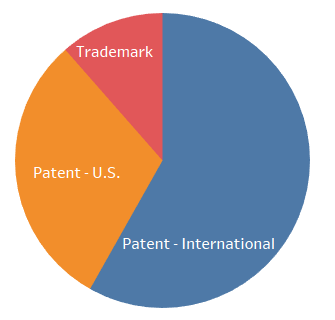 Trademark
Patent - U.S.
Patent - International